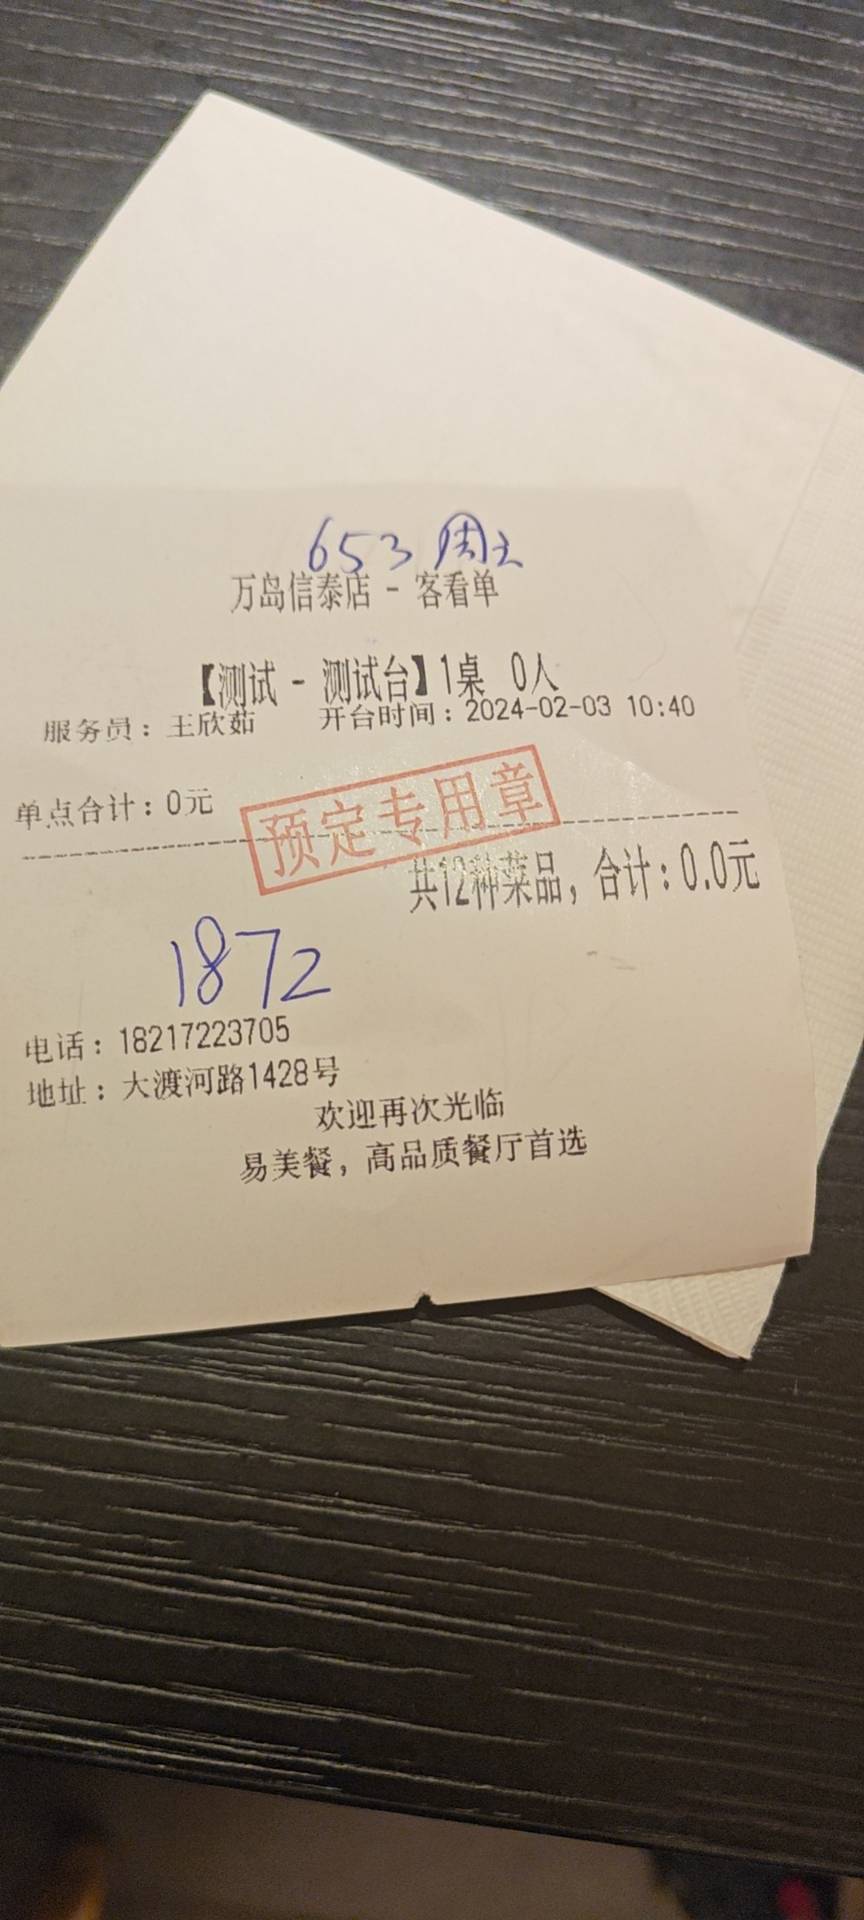 653 周
万岛信泰店 - 客看单
【测试 - 测试台】1桌 0人
服务员：王欣茹 开台时间：2024-02-03 10:40
单点合计：0元
预定专用章
共12种菜品，合计：0.0元
1872
电话：18217223705
地址：大渡河路1428号
欢迎再次光临
易美餐，高品质餐厅首选